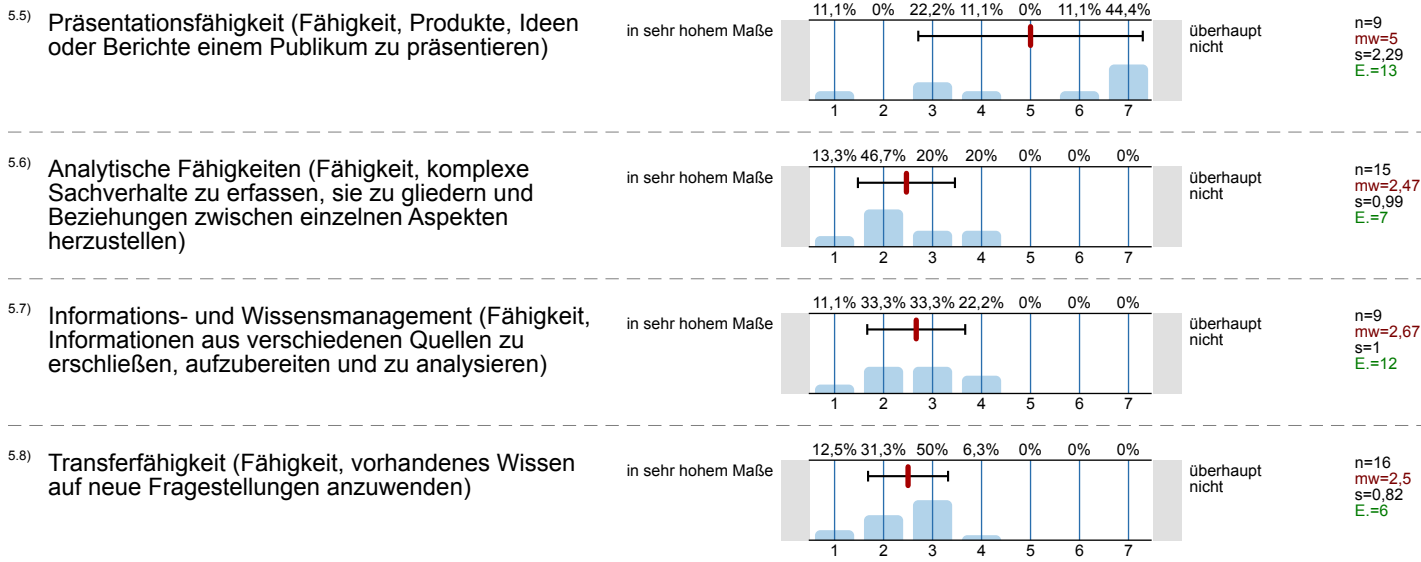 5.5) Präsentationsfähigkeit (Fähigkeit, Produkte, Ideen
oder Berichte einem Publikum zu präsentieren)
in sehr hohem Maße
11,1% 0% 22,2% 11,1% 0% 11,1% 44,4%
1 2 3 4 5 6 7
überhaupt
nicht
n=9
mw=5
s=2,29
E.=13
5.6) Analytische Fähigkeiten (Fähigkeit, komplexe
Sachverhalte zu erfassen, sie zu gliedern und
Beziehungen zwischen einzelnen Aspekten
herzustellen)
in sehr hohem Maße
13,3% 46,7% 20% 20% 0% 0% 0%
1 2 3 4 5 6 7
überhaupt
nicht
n=15
mw=2,47
s=0,99
E.=7
5.7) Informations- und Wissensmanagement (Fähigkeit,
Informationen aus verschiedenen Quellen zu
erschließen, aufzubereiten und zu analysieren)
in sehr hohem Maße
11,1% 33,3% 33,3% 22,2% 0% 0% 0%
1 2 3 4 5 6 7
überhaupt
nicht
n=9
mw=2,67
s=1
E.=12
5.8) Transferfähigkeit (Fähigkeit, vorhandenes Wissen
auf neue Fragestellungen anzuwenden)
in sehr hohem Maße
12,5% 31,3% 50% 6,3% 0% 0% 0%
1 2 3 4 5 6 7
überhaupt
nicht
n=16
mw=2,5
s=0,82
E.=6